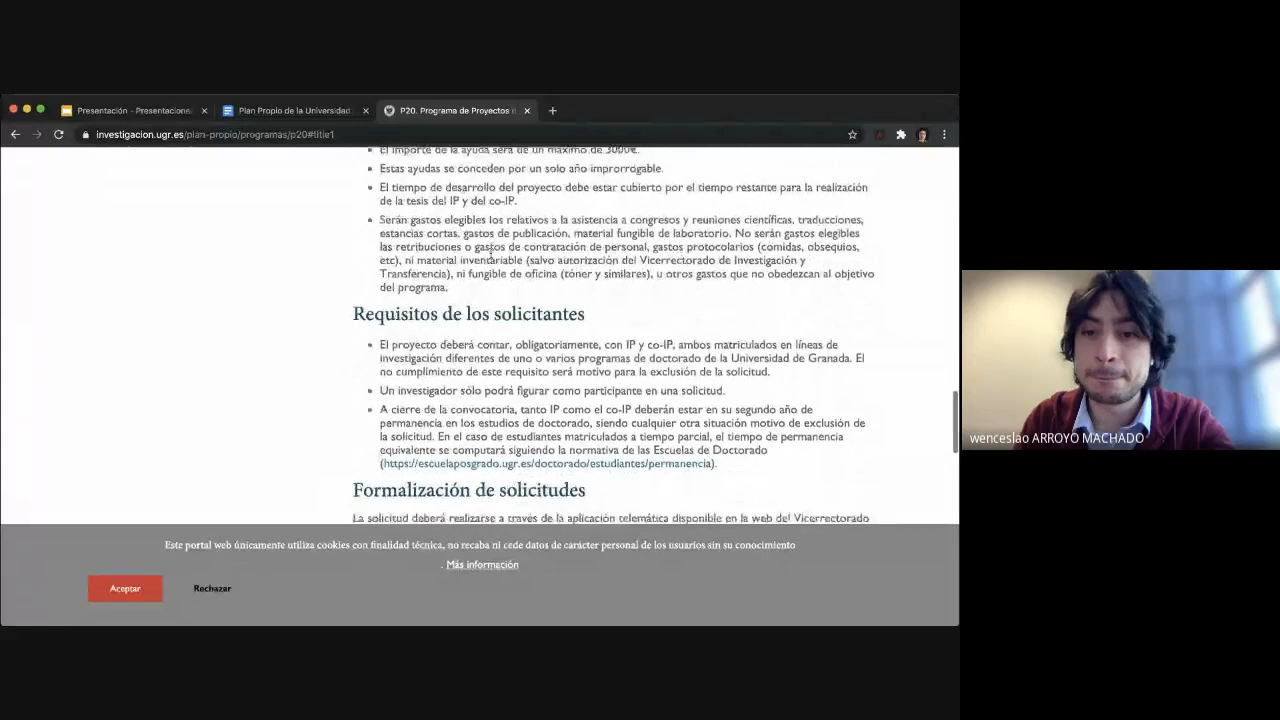 Presentación - Presentaciones
Plan Propio de la Universidad
P20. Programa de Proyectos d
investigacion.ugr.es/plan-propio/programas/p20#title1
El importe de la ayuda será de un máximo de 3000€.
Estas ayudas se conceden por un solo año improrrogable.
El tiempo de desarrollo del proyecto debe estar cubierto por el tiempo restante para la realización
de la tesis del IP y del co-IP.
Serán gastos elegibles los relativos a la asistencia a congresos y reuniones científicas, traducciones,
estancias cortas, gastos de publicación, material fungible de laboratorio. No serán gastos elegibles
las retribuciones o gastos de contratación de personal, gastos protocolarios (comidas, obsequios,
etc), ni material inventariable (salvo autorización del Vicerrectorado de Investigación y
Transferencia), ni fungible de oficina (tóner y similares), u otros gastos que no obedezcan al objetivo
del programa.
Requisitos de los solicitantes
El proyecto deberá contar, obligatoriamente, con IP y co-IP, ambos matriculados en líneas de
investigación diferentes de uno o varios programas de doctorado de la Universidad de Granada. El
no cumplimiento de este requisito será motivo para la exclusión de la solicitud.
Un investigador sólo podrá figurar como participante en una solicitud.
A cierre de la convocatoria, tanto IP como el co-IP deberán estar en su segundo año de
permanencia en los estudios de doctorado, siendo cualquier otra situación motivo de exclusión de
la solicitud. En el caso de estudiantes matriculados a tiempo parcial, el tiempo de permanencia
equivalente se computará siguiendo la normativa de las Escuelas de Doctorado
(https://escuelaposgrado.ugr.es/doctorado/estudiantes/permanencia).
Formalización de solicitudes
La solicitud deberá realizarse a través de la aplicación telemática disponible en la web del Vicerrectorado
Este portal web únicamente utiliza cookies con finalidad técnica, no recaba ni cede datos de carácter personal de los usuarios sin su conocimiento
. Más información
Aceptar
Rechazar
wenceslao ARROYO MACHADO